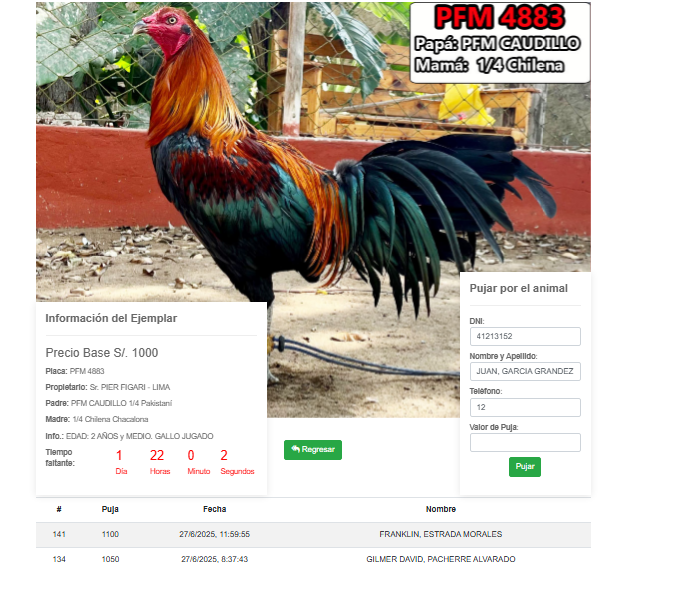 PFM 4883
Papá: PFM CAUDILLO
Mamá: 1/4 Chilena
Pujar por el animal
DNI:
41213152
Nombre y Apellido:
JUAN, GARCIA GRANDEZ
Teléfono:
12
Valor de Puja:
Pujar
Información del Ejemplar
Precio Base S/. 1000
Placa: PFM 4883
Propietario: Sr. PIER FIGARI - LIMA
Padre: PFM CAUDILLO 1/4 Pakistaní
Madre: 1/4 Chilena Chacalona
Info.: EDAD: 2 AÑOS y MEDIO. GALLO JUGADO
Tiempo faltante:
1 22 0 2
Día Horas Minuto Segundos
Regresar
# Puja Fecha Nombre
141 1100 27/6/2025, 11:59:55 FRANKLIN, ESTRADA MORALES
134 1050 27/6/2025, 8:37:43 GILMER DAVID, PACHERRE ALVARADO